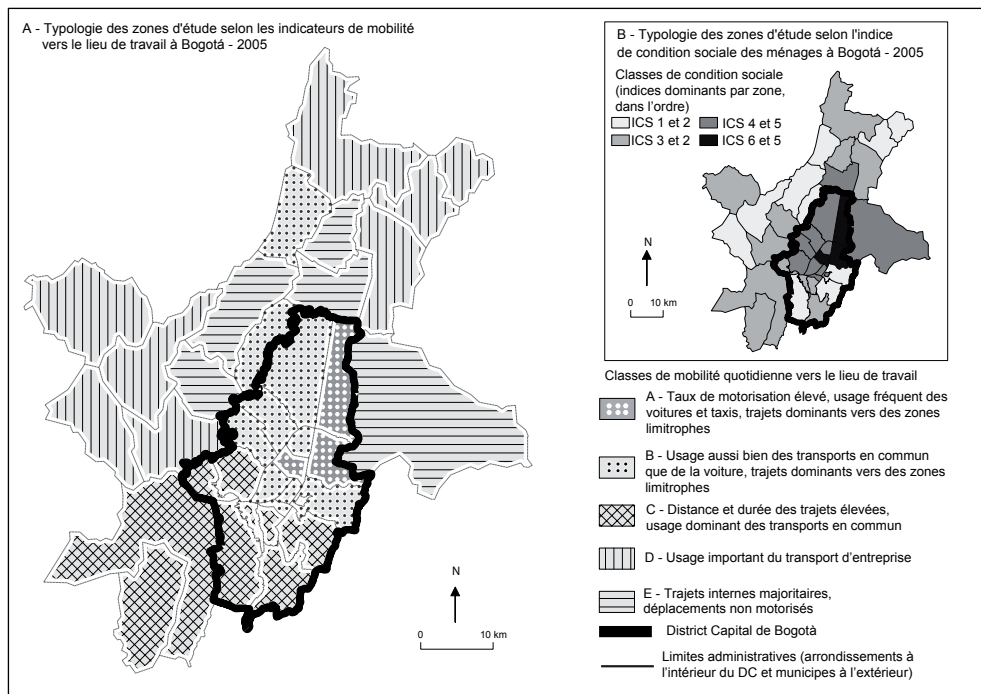 A - Typologie des zones d'étude selon les indicateurs de mobilité
vers le lieu de travail à Bogotá - 2005
B - Typologie des zones d'étude selon l'indice
de condition sociale des ménages à Bogotá - 2005
Classes de condition sociale
(indices dominants par zone,
dans l'ordre)
ICS 1 et 2
ICS 4 et 5
ICS 3 et 2
ICS 6 et 5
N
0 10 km
Classes de mobilité quotidienne vers le lieu de travail
A - Taux de motorisation élevé, usage fréquent des
voitures et taxis, trajets dominants vers des zones
limitrophes
B - Usage aussi bien des transports en commun
que de la voiture, trajets dominants vers des zones
limitrophes
C - Distance et durée des trajets élevées,
usage dominant des transports en commun
D - Usage important du transport d'entreprise
E - Trajets internes majoritaires,
déplacements non motorisés
District Capital de Bogotà
Limites administratives (arrondissements à
l'intérieur du DC et municipes à l'extérieur)
N
0 10 km